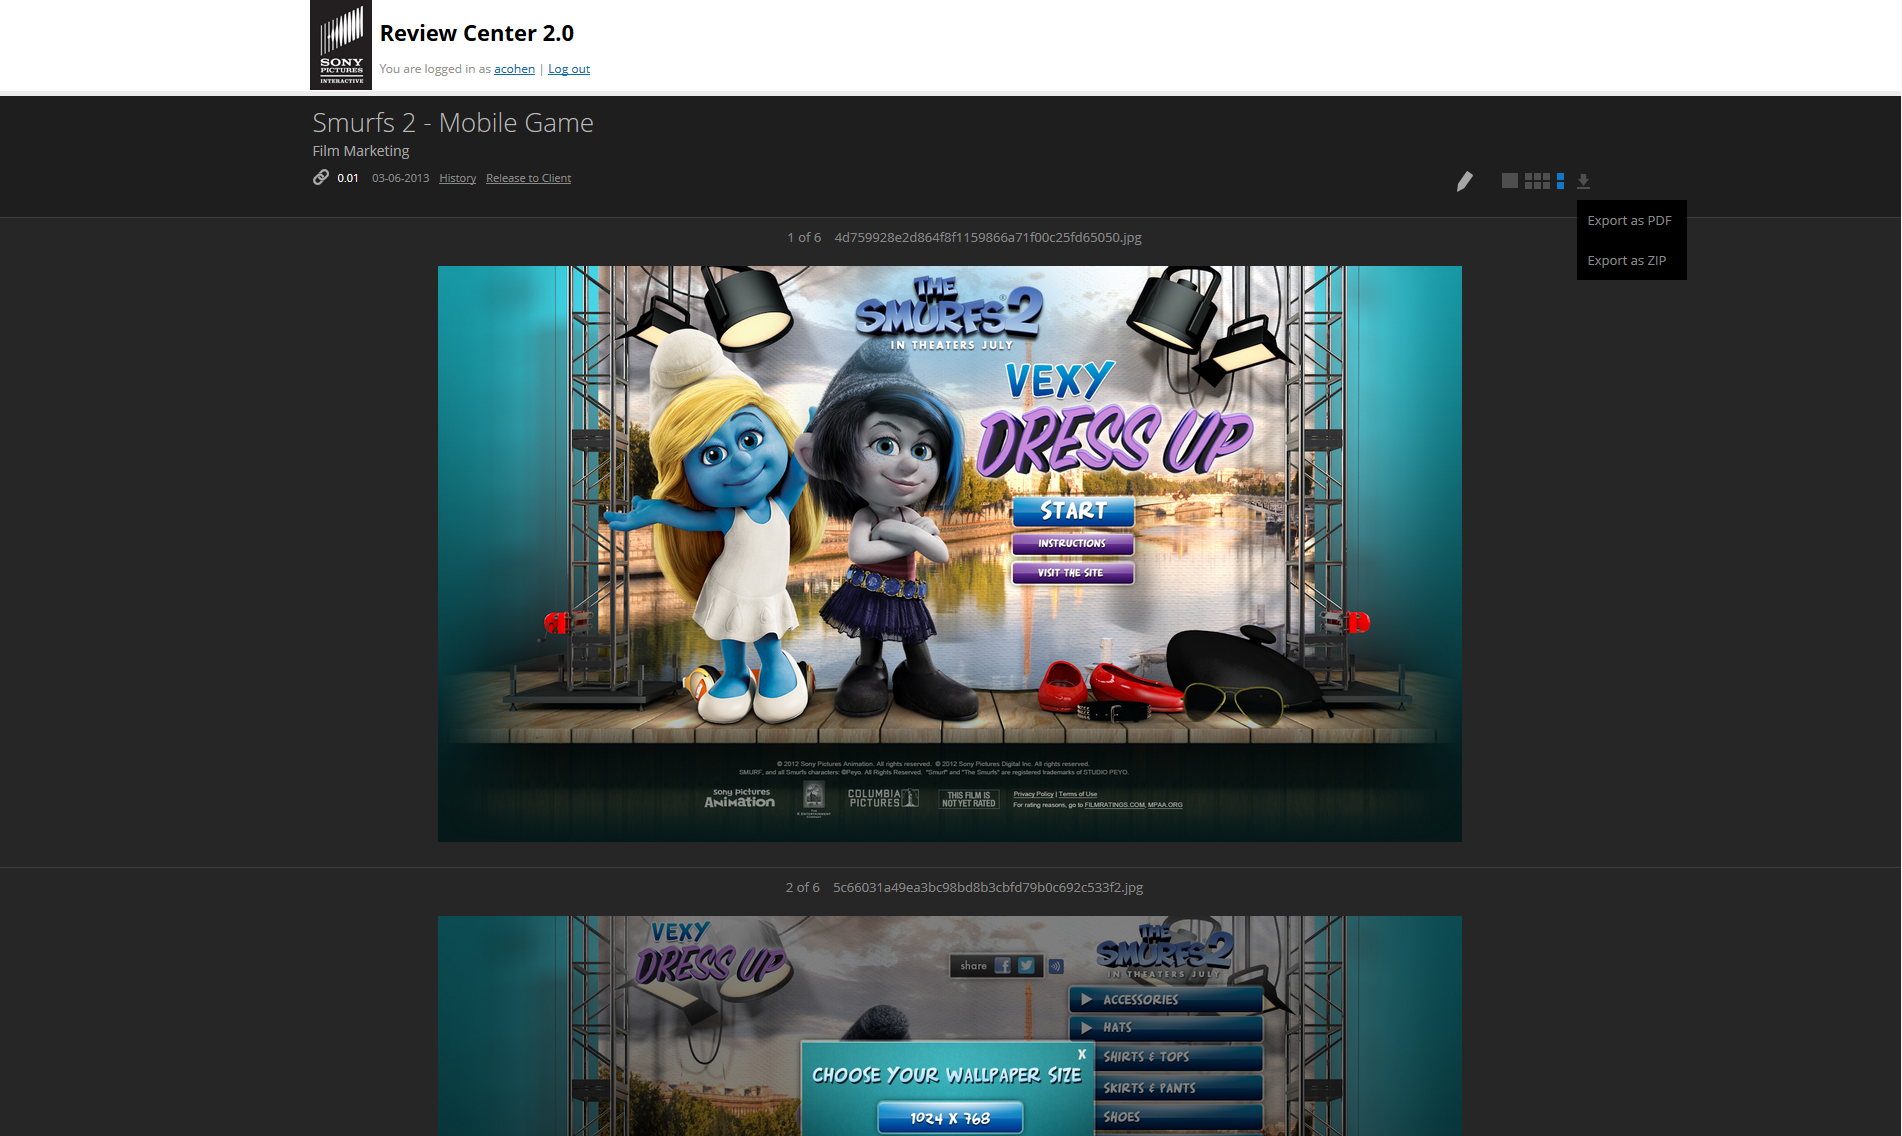 SONY
PICTURES
INTERACTIVE
Review Center 2.0
You are logged in as acohen | Log out
Smurfs 2 - Mobile Game
Film Marketing
0.01 03-06-2013 History Release to Client
Export as PDF
Export as ZIP
1 of 6 4d759928e2d864f8f1159866a71f00c25fd65050.jpg
THE
SMURFS 2
®
IN THEATERS JULY
VEXY
DRESS UP
START
INSTRUCTIONS
VISIT THE SITE
© 2012 Sony Pictures Animation. All rights reserved. © 2012 Sony Pictures Digital Inc. All rights reserved.
SMURF, and all Smurfs characters: ©Peyo. All Rights Reserved. "Smurf" and "The Smurfs" are registered trademarks of STUDIO PEYO.
sony pictures
ANiMATiON
COLUMBIA
PICTURES
THIS FILM IS
NOT YET RATED
Privacy Policy | Terms of Use
For rating reasons, go to FILMRATINGS.COM, MPAA.ORG
2 of 6 5c66031a49ea3bc98bd8b3cbfd79b0c692c533f2.jpg
VEXY
DRESS UP
share
THE
SMURFS 2
IN THEATERS JULY
ACCESSORIES
HATS
SHIRTS & TOPS
SKIRTS & PANTS
SHOES
X
CHOOSE YOUR WALLPAPER SIZE
1024 X 768